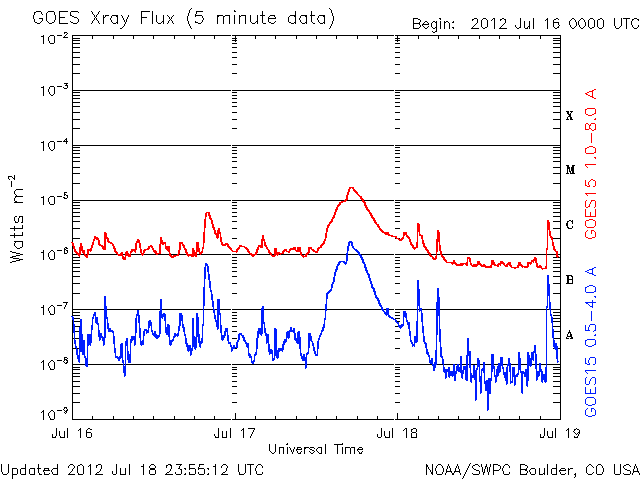 GOES Xray Flux (5 minute data)
Begin: 2012 Jul 16 0000 UTC
10⁻²
10⁻³
10⁻⁴
10⁻⁵
10⁻⁶
10⁻⁷
10⁻⁸
10⁻⁹
Watts m⁻²
X
M
C
B
A
GOES15 1.0-8.0 A
GOES15 0.5-4.0 A
Jul 16
Jul 17
Jul 18
Jul 19
Universal Time
Updated 2012 Jul 18 23:55:12 UTC
NOAA/SWPC Boulder, CO USA